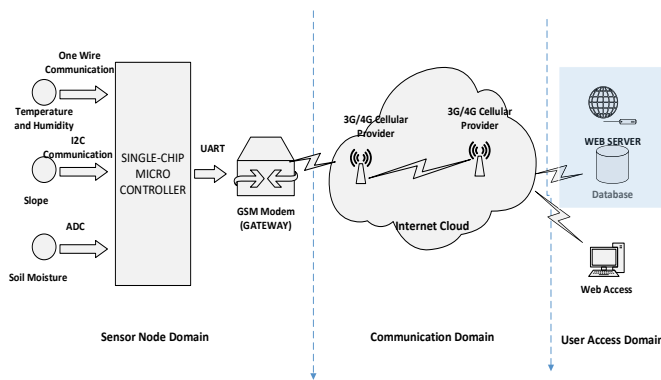 One Wire
Communication
Temperature
and Humidity
I2C
Communication
Slope
ADC
Soil Moisture
SINGLE-CHIP
MICRO
CONTROLLER
UART
GSM Modem
(GATEWAY)
3G/4G Cellular
Provider
3G/4G Cellular
Provider
Internet Cloud
WEB SERVER
Database
Web Access
Sensor Node Domain
Communication Domain
User Access Domain